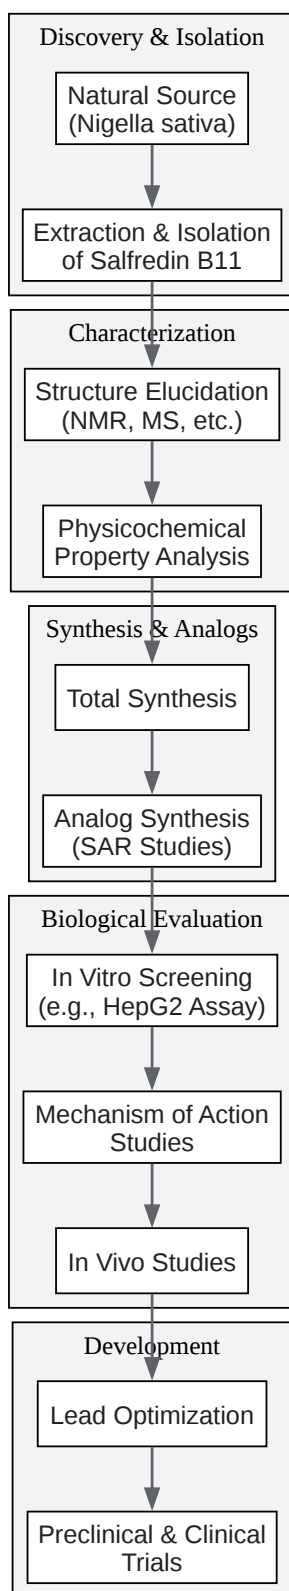 Discovery & Isolation
Natural Source
(Nigella sativa)
Extraction & Isolation
of Salfredin B11
Characterization
Structure Elucidation
(NMR, MS, etc.)
Physicochemical
Property Analysis
Synthesis & Analogs
Total Synthesis
Analog Synthesis
(SAR Studies)
Biological Evaluation
In Vitro Screening
(e.g., HepG2 Assay)
Mechanism of Action
Studies
In Vivo Studies
Development
Lead Optimization
Preclinical & Clinical
Trials